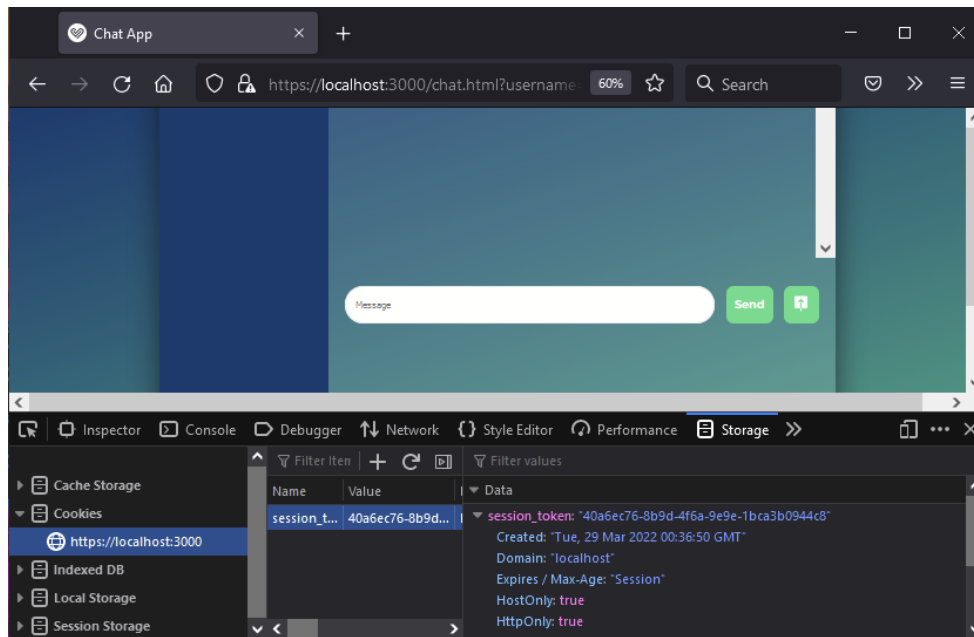 Chat App
https://localhost:3000/chat.html?username= 60% Search
Message Send
Inspector Console Debugger Network Style Editor Performance Storage
Filter Iten Filter values
Cache Storage
Cookies
https://localhost:3000
Indexed DB
Local Storage
Session Storage
Name Value
session_t... 40a6ec76-8b9d...
Data
session_token: "40a6ec76-8b9d-4f6a-9e9e-1bca3b0944c8"
Created: "Tue, 29 Mar 2022 00:36:50 GMT"
Domain: "localhost"
Expires / Max-Age: "Session"
HostOnly: true
HttpOnly: true